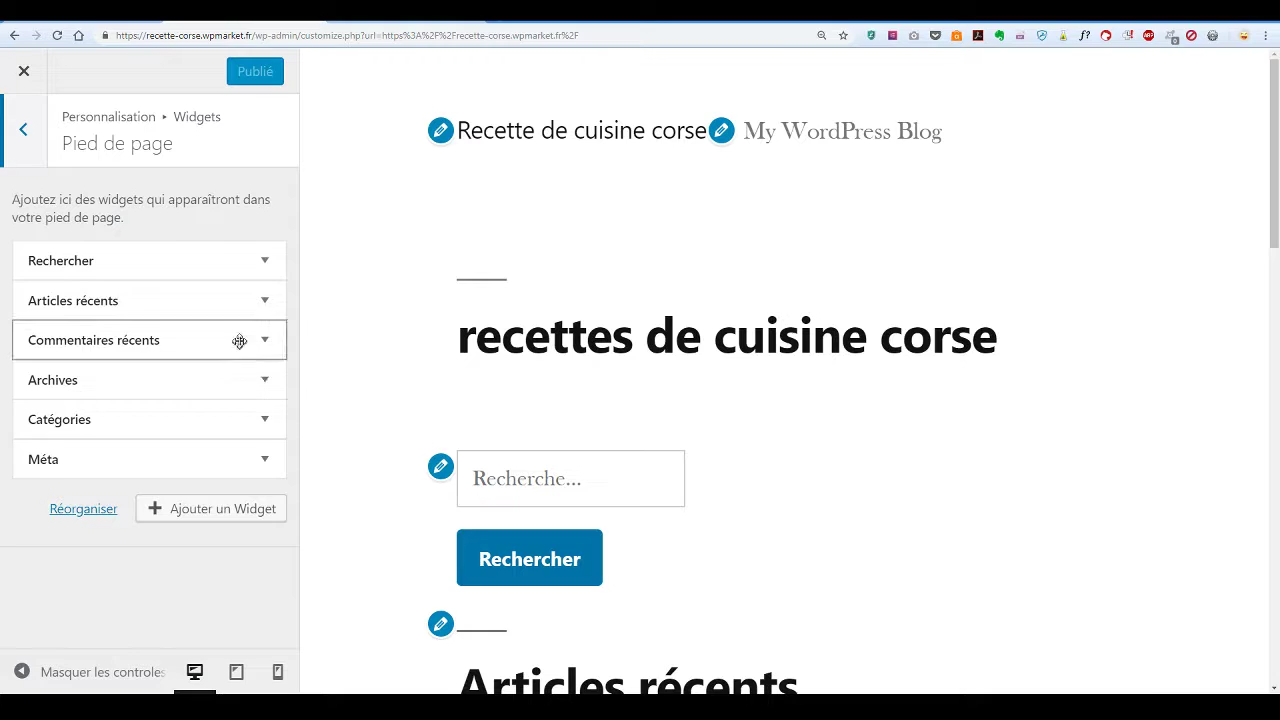 https://recette-corse.wpmarket.fr/wp-admin/customize.php?url=https%3A%2F%2Frecette-corse.wpmarket.fr%2F
Publié
Personnalisation ▸ Widgets
Pied de page
Ajoutez ici des widgets qui apparaîtront dans
votre pied de page.
Rechercher
Articles récents
Commentaires récents
Archives
Catégories
Méta
Réorganiser
Ajouter un Widget
Masquer les controles
Recette de cuisine corse
My WordPress Blog
recettes de cuisine corse
Recherche…
Rechercher
Articles récents